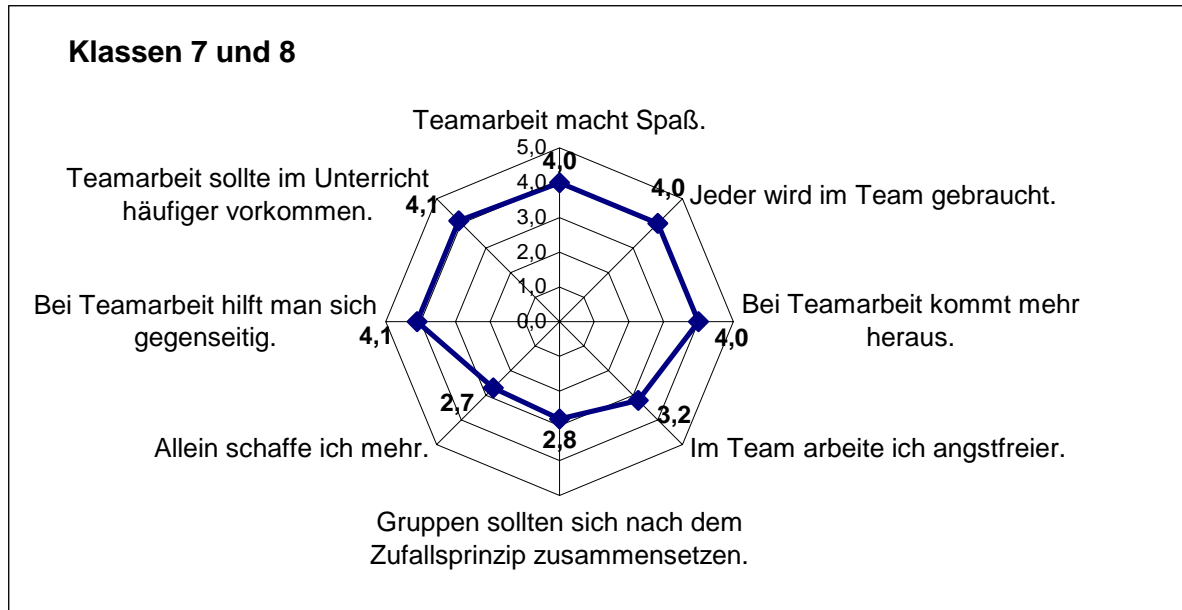 Klassen 7 und 8
Teamarbeit macht Spaß.
5,0
4,0
4,0
3,0
2,0
1,0
0,0
4,0
Jeder wird im Team gebraucht.
Bei Teamarbeit kommt mehr
heraus.
4,0
3,2
Im Team arbeite ich angstfreier.
2,8
Gruppen sollten sich nach dem
Zufallsprinzip zusammensetzen.
2,7
Allein schaffe ich mehr.
Bei Teamarbeit hilft man sich
gegenseitig.
4,1
Teamarbeit sollte im Unterricht
häufiger vorkommen.
4,1